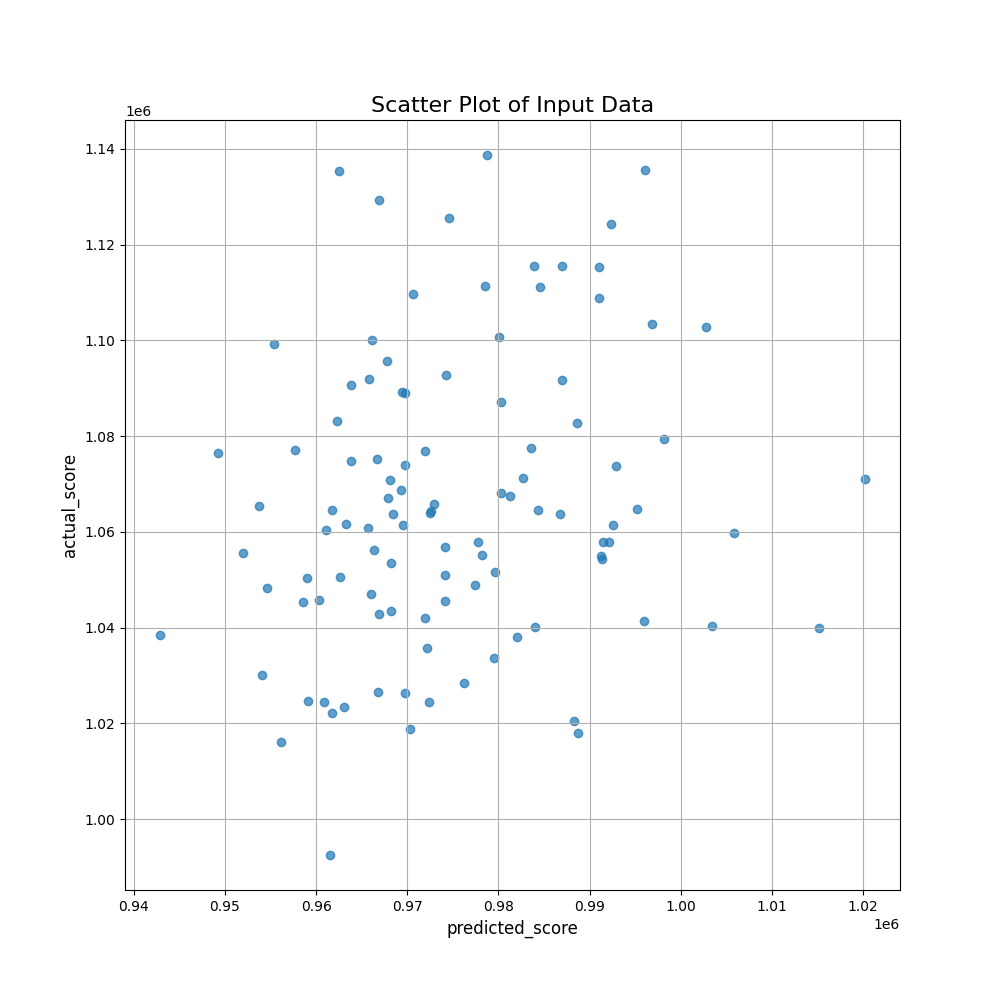 Scatter Plot of Input Data
1e6
1.14
1.12
1.10
1.08
1.06
1.04
1.02
1.00
actual_score
0.94 0.95 0.96 0.97 0.98 0.99 1.00 1.01 1.02
1e6
predicted_score